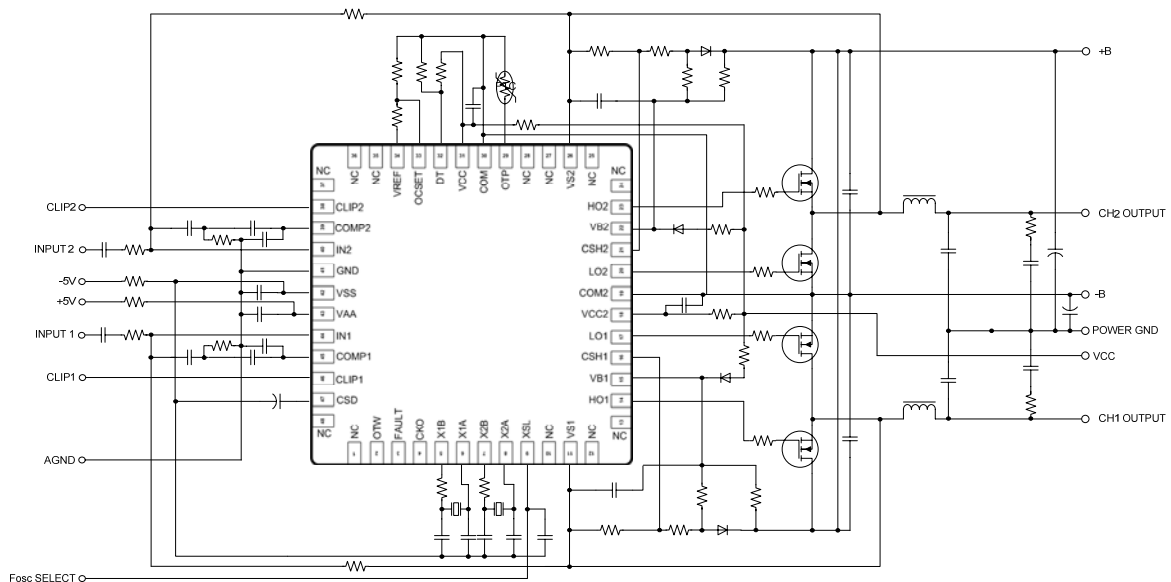 +B
CLIP2
INPUT 2
-5V
+5V
INPUT 1
CLIP1
AGND
Fosc SELECT
NC
CLIP2
COMP2
IN2
GND
VSS
VAA
IN1
COMP1
CLIP1
CSD
NC
NC
NC
VREF
OCSET
DT
VCC
COM
OTP
NC
NC
VS2
NC
NC
HO2
VB2
CSH2
LO2
COM2
VCC2
LO1
CSH1
VB1
HO1
NC
NC
OTW
FAULT
CKO
X1B
X1A
X2B
X2A
XSL
NC
VS1
NC
CH2 OUTPUT
-B
POWER GND
VCC
CH1 OUTPUT